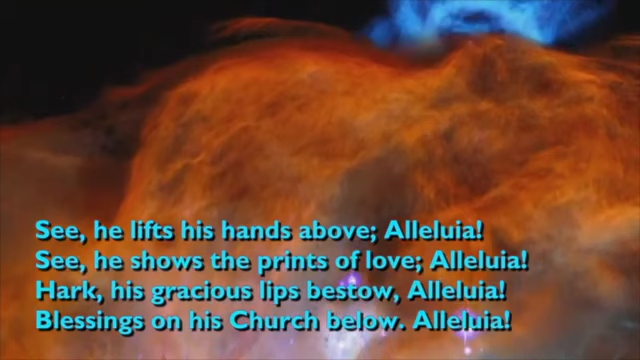 See, he lifts his hands above; Alleluia!
See, he shows the prints of love; Alleluia!
Hark, his gracious lips bestow, Alleluia!
Blessings on his Church below. Alleluia!